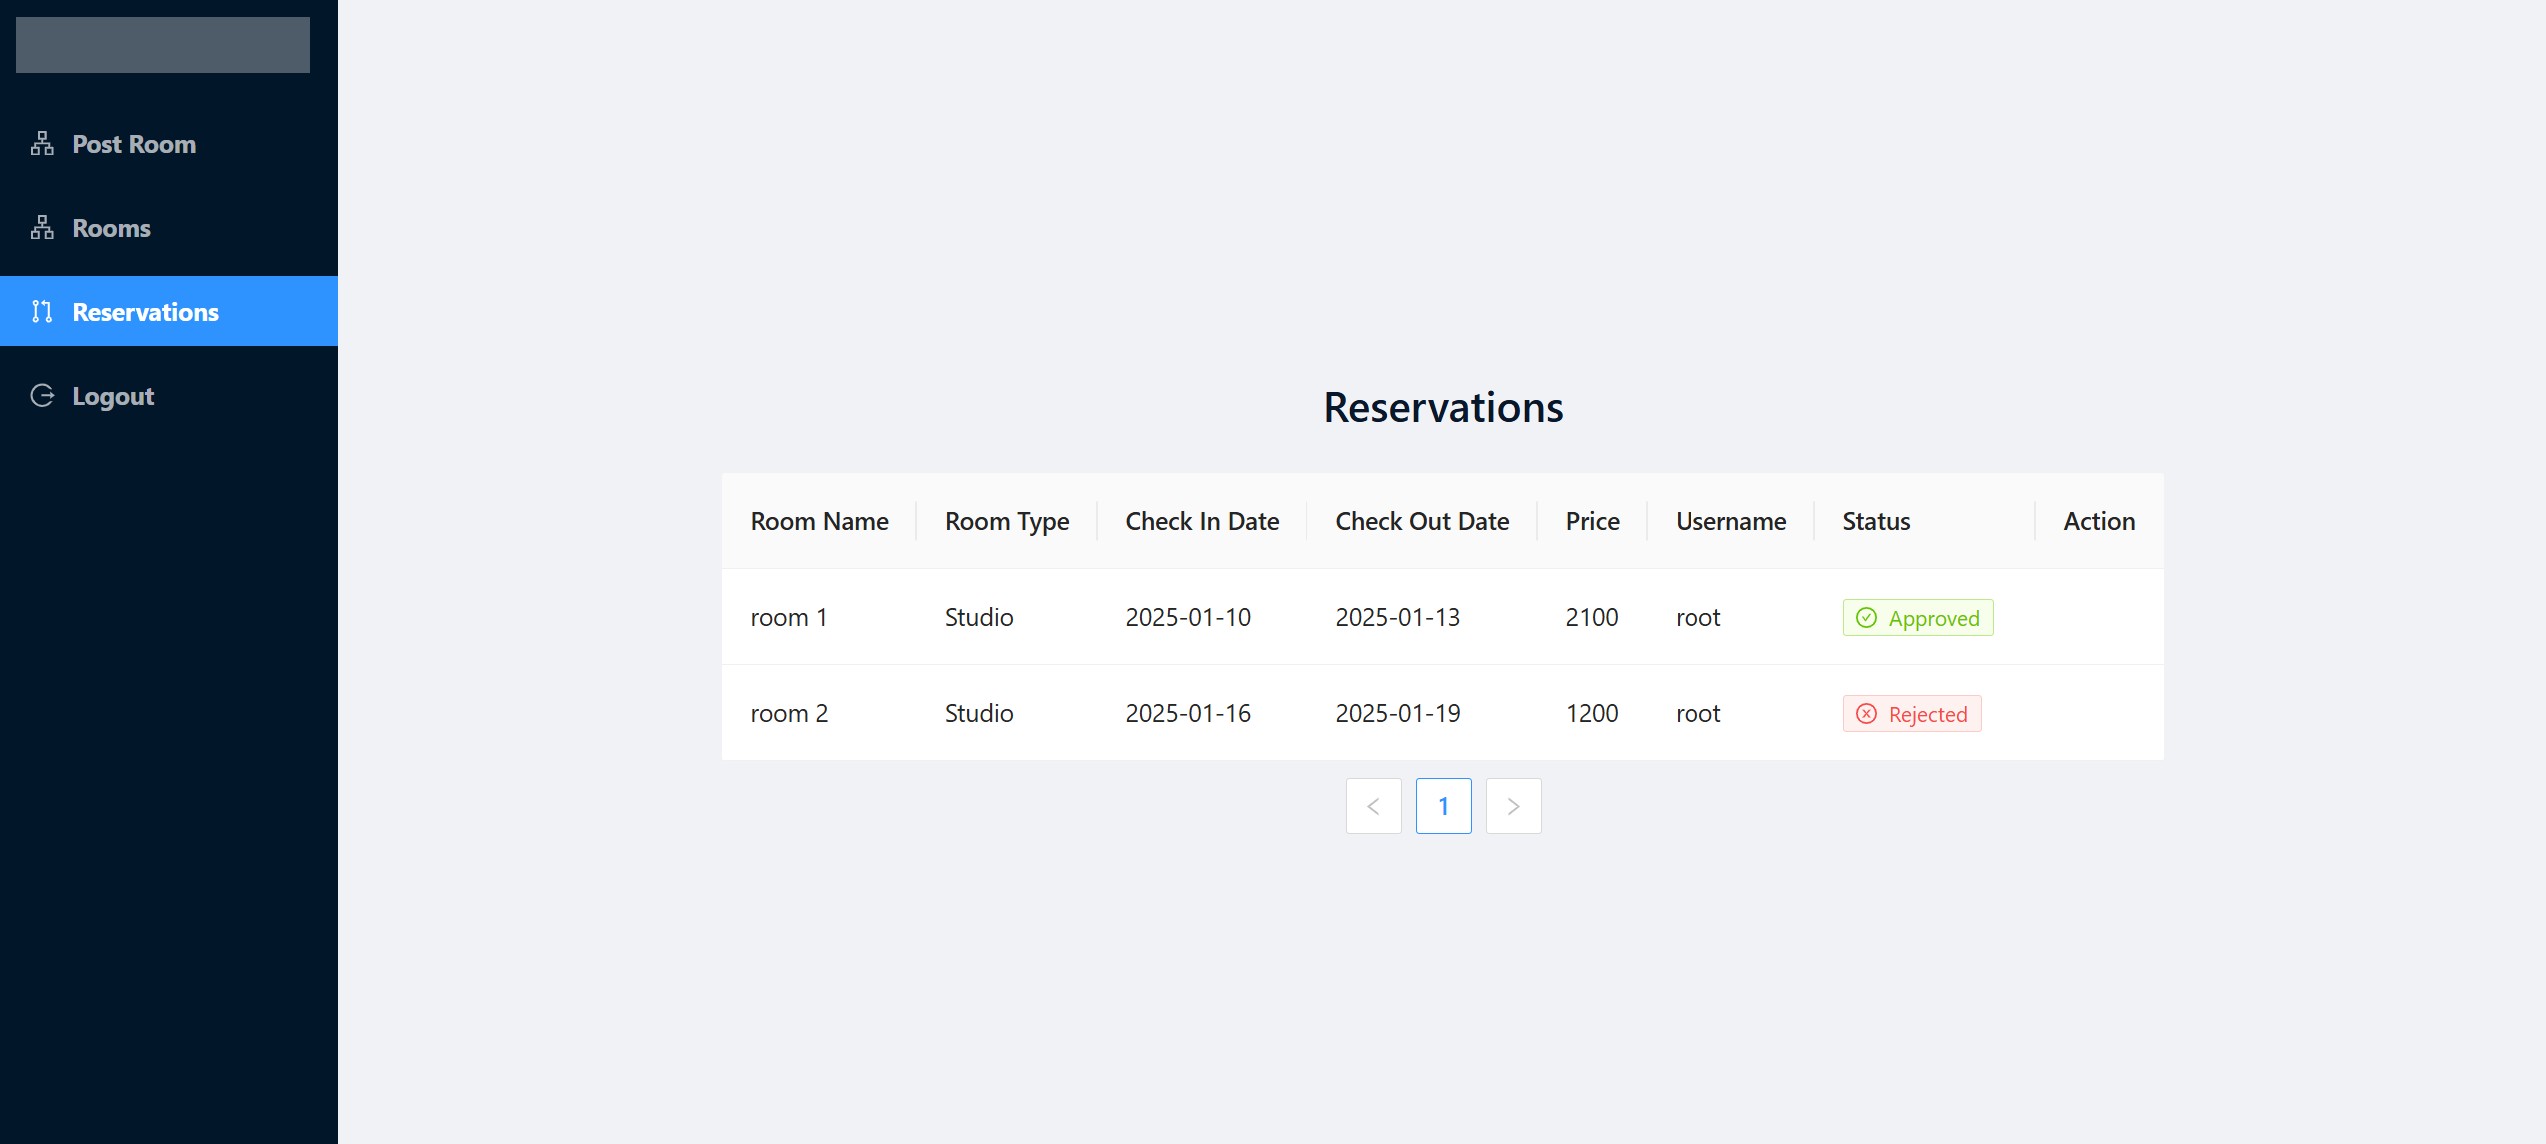 Post Room
Rooms
Reservations
Logout
Reservations
Room Name Room Type Check In Date Check Out Date Price Username Status Action
room 1 Studio 2025-01-10 2025-01-13 2100 root Approved
room 2 Studio 2025-01-16 2025-01-19 1200 root Rejected
< 1 >